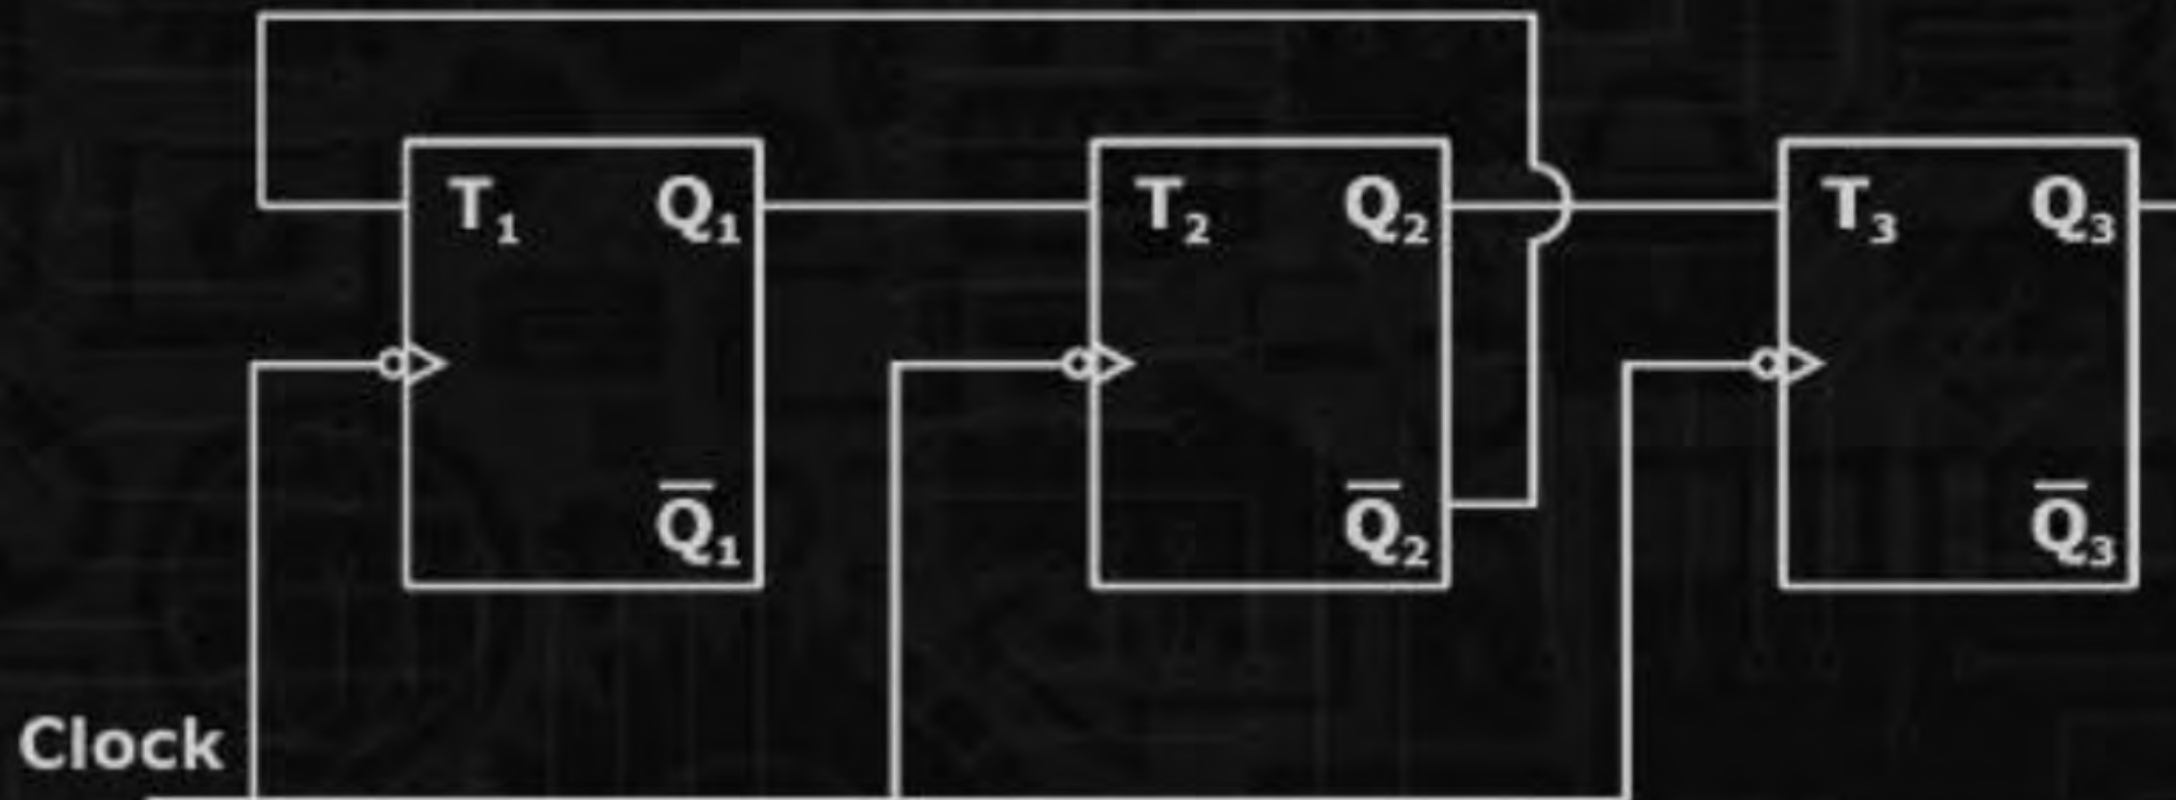 T₁ Q₁ T₂ Q₂ T₃ Q₃
Q̅₁ Q̅₂ Q̅₃
Clock